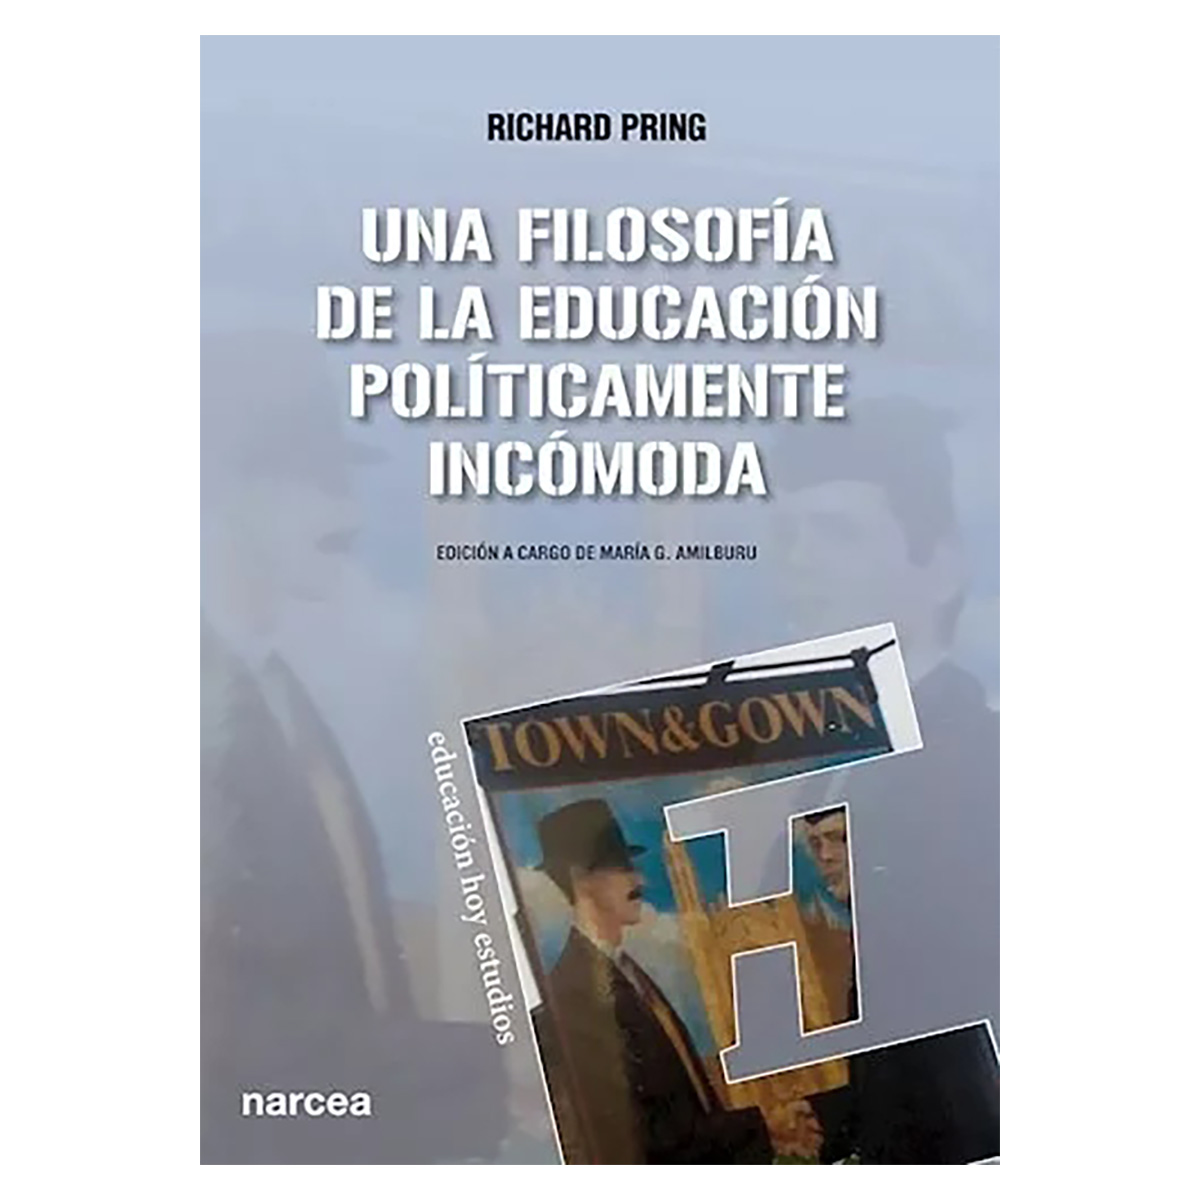 RICHARD PRING
UNA FILOSOFÍA
DE LA EDUCACIÓN
POLÍTICAMENTE
INCÓMODA
EDICIÓN A CARGO DE MARÍA G. AMILBURU
TOWN&GOWN
educación hoy estudios
H
narcea